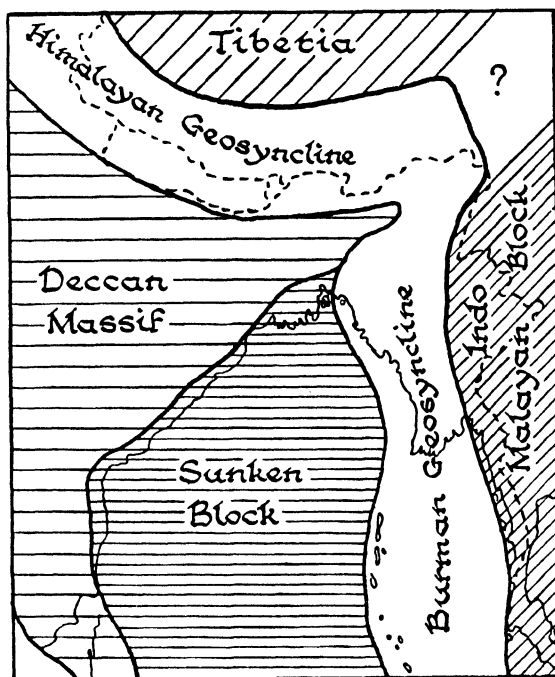 Tibetia
?
Himalayan Geosyncline
Deccan
Massif
Sunken
Block
Burman Geosyncline
Indo
Malayan Block